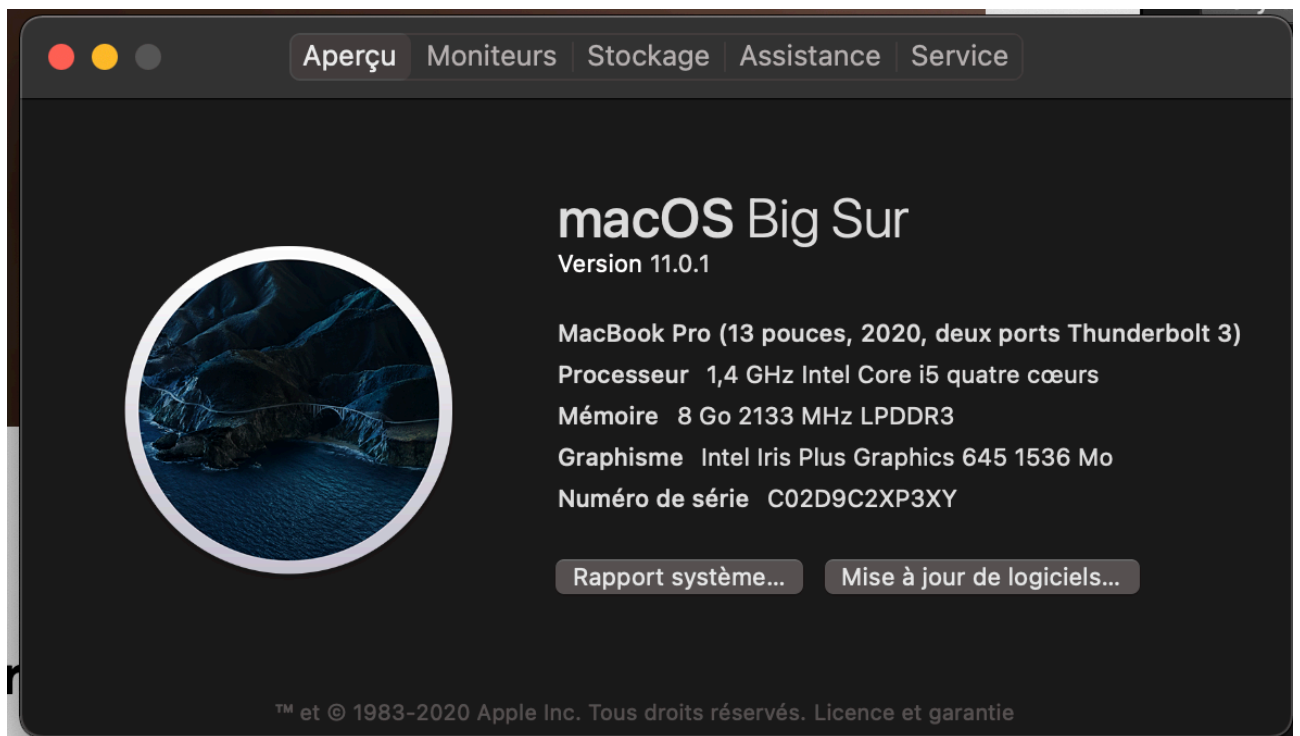 Aperçu Moniteurs Stockage Assistance Service
macOS Big Sur
Version 11.0.1
MacBook Pro (13 pouces, 2020, deux ports Thunderbolt 3)
Processeur 1,4 GHz Intel Core i5 quatre cœurs
Mémoire 8 Go 2133 MHz LPDDR3
Graphisme Intel Iris Plus Graphics 645 1536 Mo
Numéro de série C02D9C2XP3XY
Rapport système... Mise à jour de logiciels...
™ et © 1983-2020 Apple Inc. Tous droits réservés. Licence et garantie